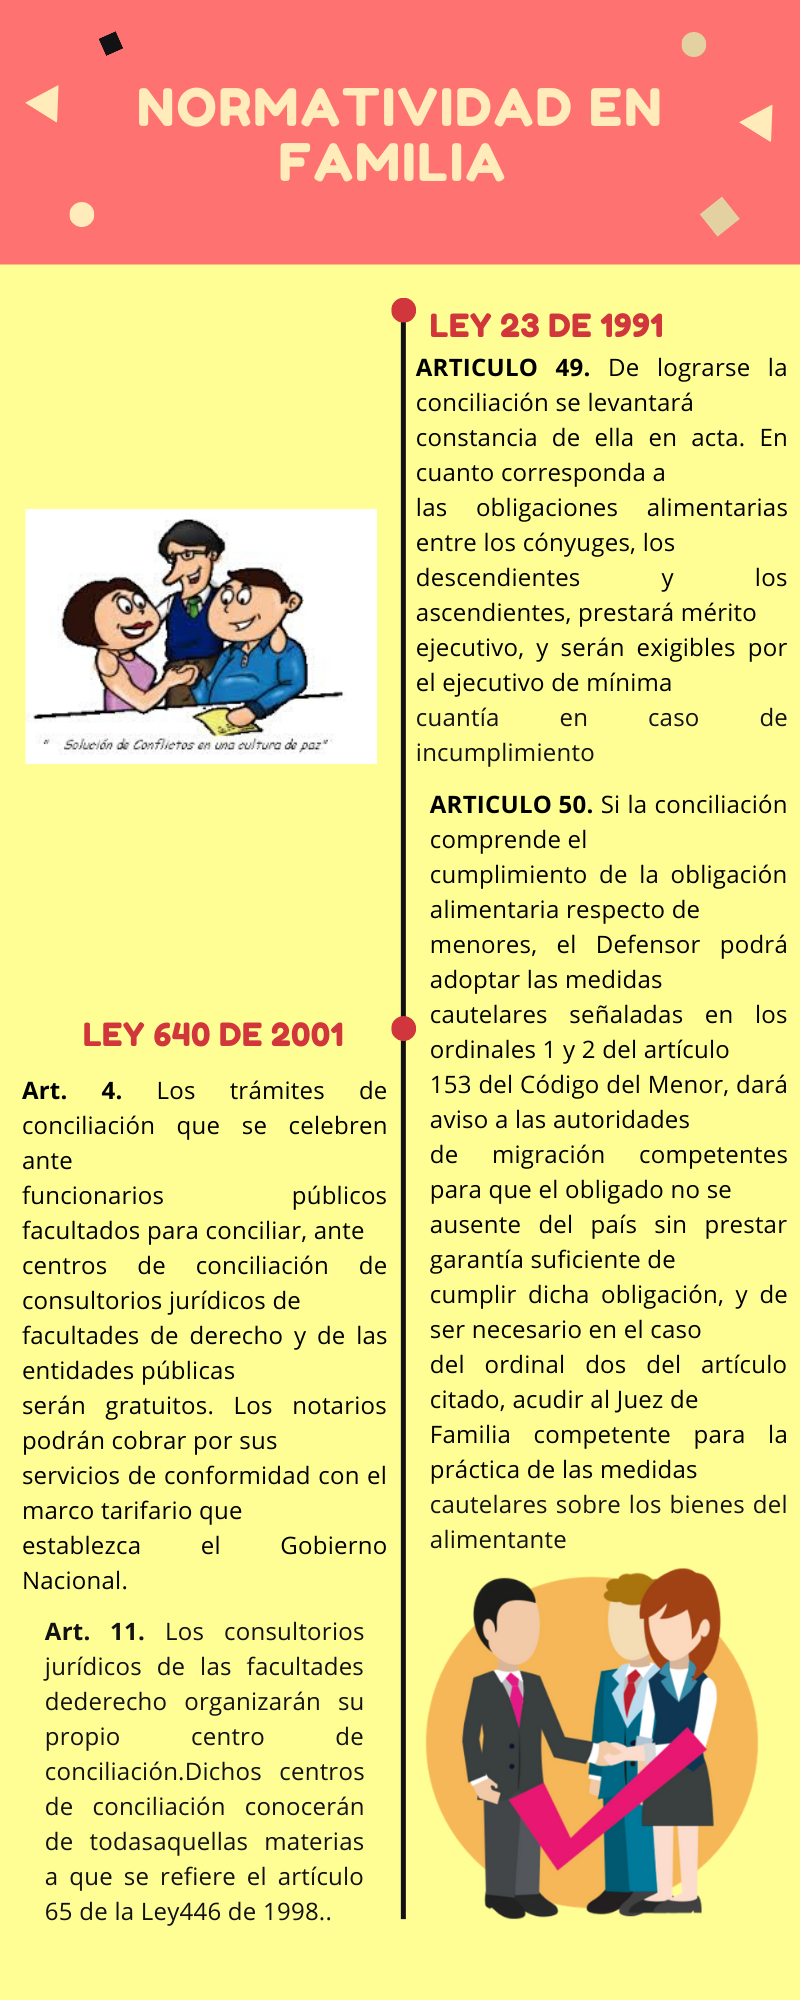 NORMATIVIDAD EN
FAMILIA
LEY 23 DE 1991
ARTICULO 49. De lograrse la
conciliación se levantará
constancia de ella en acta. En
cuanto corresponda a
las obligaciones alimentarias
entre los cónyuges, los
descendientes y los
ascendientes, prestará mérito
ejecutivo, y serán exigibles por
el ejecutivo de mínima
cuantía en caso de
incumplimiento
" Solución de Conflictos en una cultura de paz"
ARTICULO 50. Si la conciliación
comprende el
cumplimiento de la obligación
alimentaria respecto de
menores, el Defensor podrá
adoptar las medidas
cautelares señaladas en los
ordinales 1 y 2 del artículo
153 del Código del Menor, dará
aviso a las autoridades
de migración competentes
para que el obligado no se
ausente del país sin prestar
garantía suficiente de
cumplir dicha obligación, y de
ser necesario en el caso
del ordinal dos del artículo
citado, acudir al Juez de
Familia competente para la
práctica de las medidas
cautelares sobre los bienes del
alimentante
LEY 640 DE 2001
Art. 4. Los trámites de
conciliación que se celebren
ante
funcionarios públicos
facultados para conciliar, ante
centros de conciliación de
consultorios jurídicos de
facultades de derecho y de las
entidades públicas
serán gratuitos. Los notarios
podrán cobrar por sus
servicios de conformidad con el
marco tarifario que
establezca el Gobierno
Nacional.
Art. 11. Los consultorios
jurídicos de las facultades
dederecho organizarán su
propio centro de
conciliación.Dichos centros
de conciliación conocerán
de todasaquellas materias
a que se refiere el artículo
65 de la Ley446 de 1998..